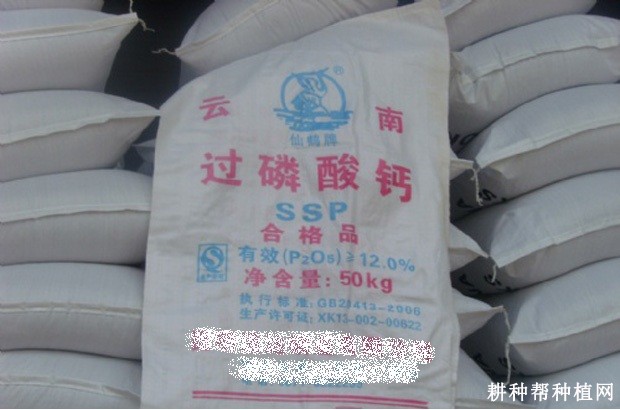 云南
仙鹤牌
过磷酸钙
SSP
合格品
有效(P₂O₅)≥12.0%
净含量：50kg
执行标准：GB21413-2008
生产许可证：XK13-002-00622
耕种帮种植网